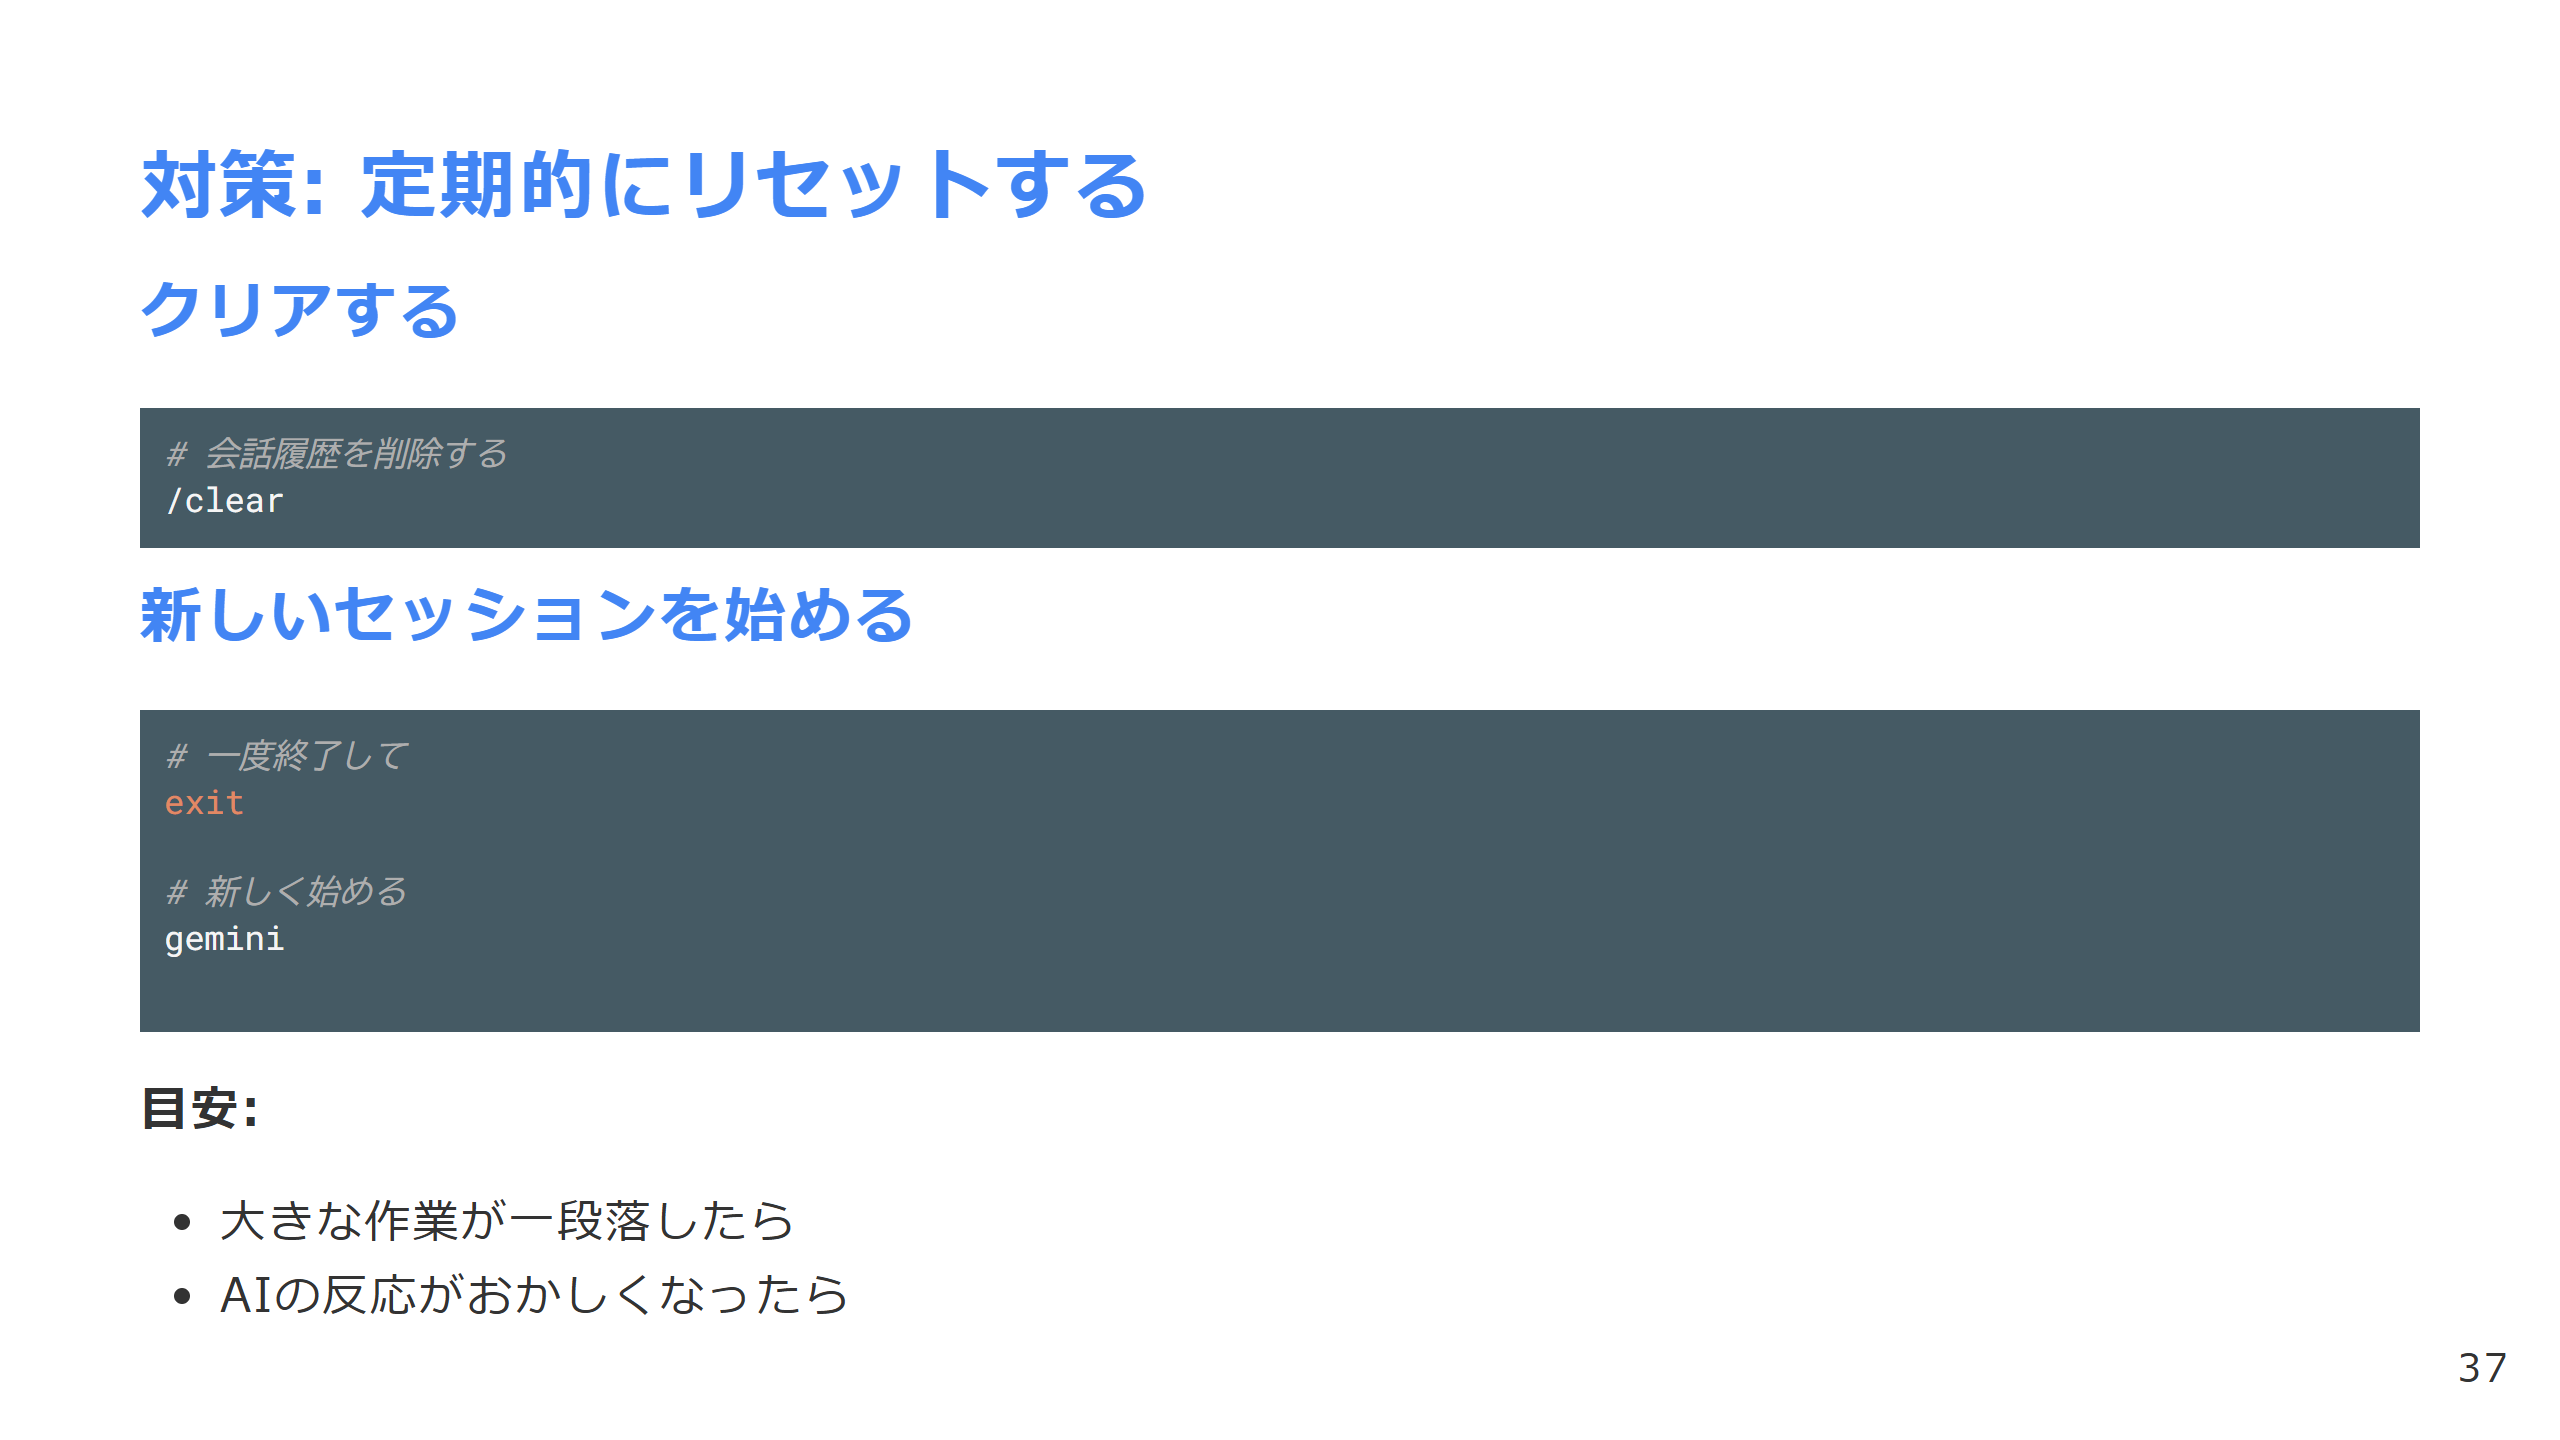 対策: 定期的にリセットする
クリアする
# 会話履歴を削除する
/clear
新しいセッションを始める
# 一度終了して
exit
# 新しく始める
gemini
目安:
• 大きな作業が一段落したら
• AIの反応がおかしくなったら
37